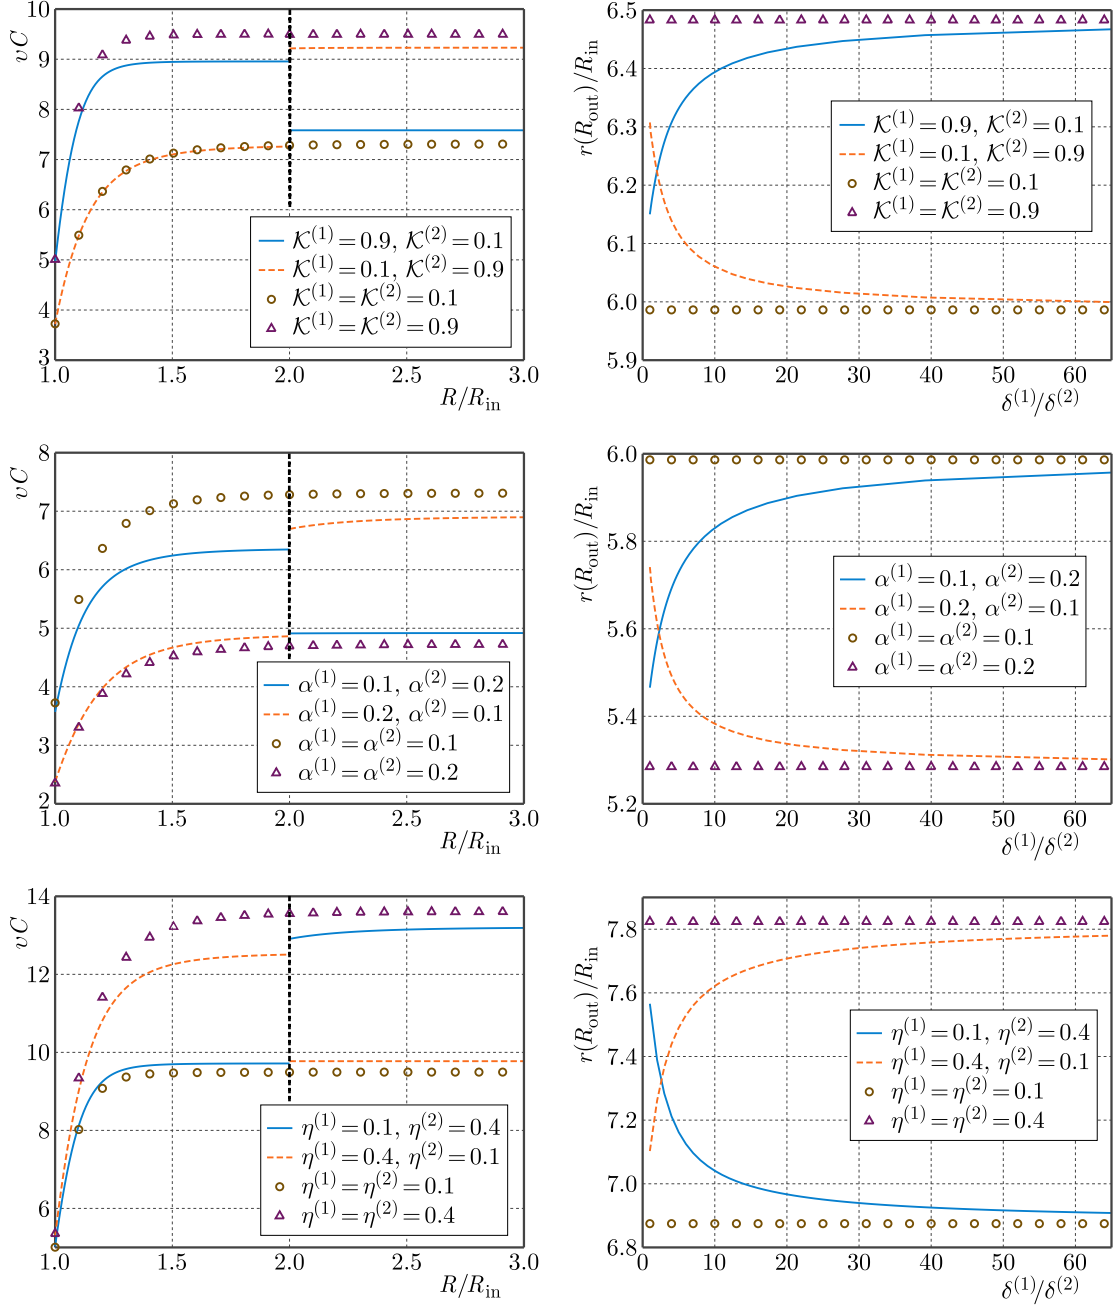 10
9
8
7
6
5
4
3
vC
1.0 1.5 2.0 2.5 3.0
R/R_in
𝒦^(1) = 0.9, 𝒦^(2) = 0.1
𝒦^(1) = 0.1, 𝒦^(2) = 0.9
𝒦^(1) = 𝒦^(2) = 0.1
𝒦^(1) = 𝒦^(2) = 0.9
6.5
6.4
6.3
6.2
6.1
6.0
5.9
r(R_out)/R_in
0 10 20 30 40 50 60
δ^(1)/δ^(2)
𝒦^(1) = 0.9, 𝒦^(2) = 0.1
𝒦^(1) = 0.1, 𝒦^(2) = 0.9
𝒦^(1) = 𝒦^(2) = 0.1
𝒦^(1) = 𝒦^(2) = 0.9
8
7
6
5
4
3
2
vC
1.0 1.5 2.0 2.5 3.0
R/R_in
α^(1) = 0.1, α^(2) = 0.2
α^(1) = 0.2, α^(2) = 0.1
α^(1) = α^(2) = 0.1
α^(1) = α^(2) = 0.2
6.0
5.8
5.6
5.4
5.2
r(R_out)/R_in
0 10 20 30 40 50 60
δ^(1)/δ^(2)
α^(1) = 0.1, α^(2) = 0.2
α^(1) = 0.2, α^(2) = 0.1
α^(1) = α^(2) = 0.1
α^(1) = α^(2) = 0.2
14
12
10
8
6
vC
1.0 1.5 2.0 2.5 3.0
R/R_in
η^(1) = 0.1, η^(2) = 0.4
η^(1) = 0.4, η^(2) = 0.1
η^(1) = η^(2) = 0.1
η^(1) = η^(2) = 0.4
7.8
7.6
7.4
7.2
7.0
6.8
r(R_out)/R_in
0 10 20 30 40 50 60
δ^(1)/δ^(2)
η^(1) = 0.1, η^(2) = 0.4
η^(1) = 0.4, η^(2) = 0.1
η^(1) = η^(2) = 0.1
η^(1) = η^(2) = 0.4